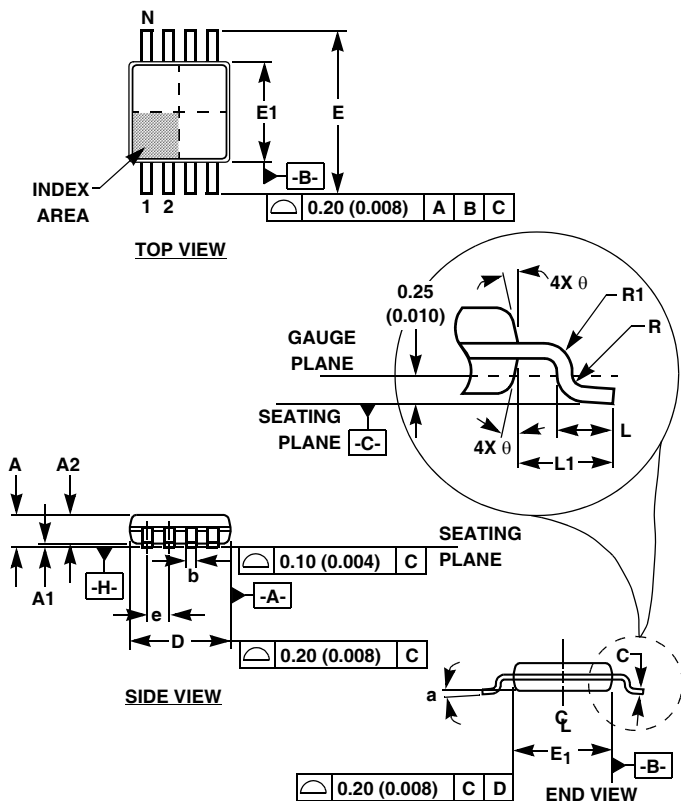 N
E1
E
-B-
INDEX
AREA
1 2
0.20 (0.008) A B C
TOP VIEW
0.25
(0.010)
4X θ
R1
R
GAUGE
PLANE
SEATING
PLANE
-C-
4X θ
L
L1
A
A2
SEATING
PLANE
0.10 (0.004) C
-H-
b
A1
-A-
e
D
0.20 (0.008) C
SIDE VIEW
C
a
CL
E1
-B-
0.20 (0.008) C D
END VIEW